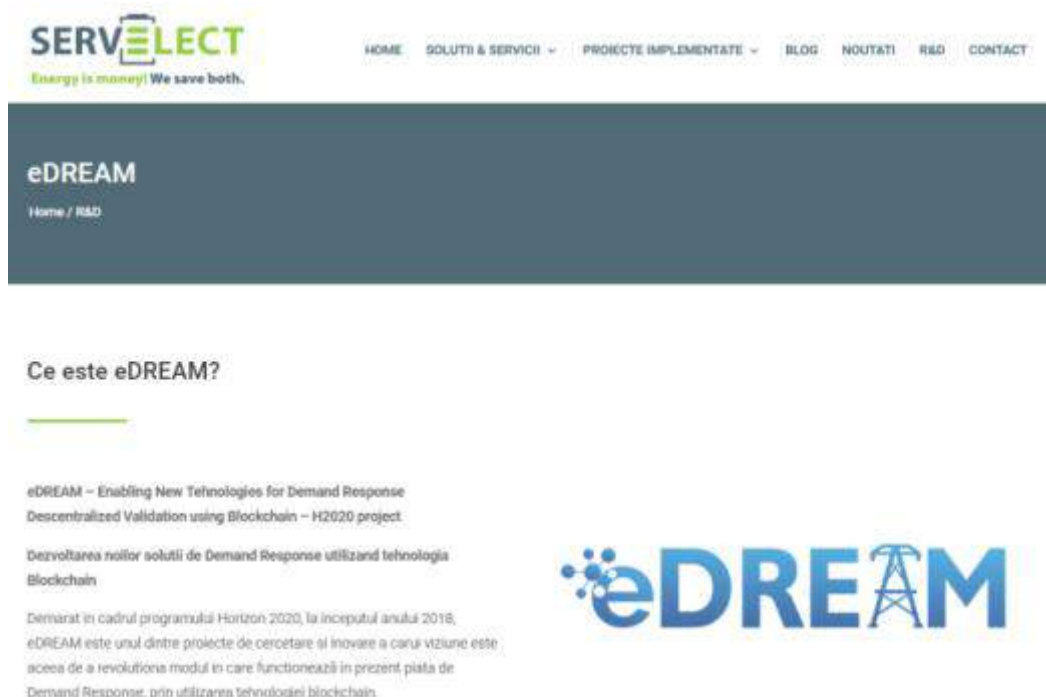 SERVELECT
Energy is money! We save both.
HOME SOLUTII & SERVICII PROIECTE IMPLEMENTATE BLOG NOUTATI R&D CONTACT
eDREAM
Home / R&D
Ce este eDREAM?
eDREAM – Enabling New Tehnologies for Demand Response
Descentralized Validation using Blockchain – H2020 project
Dezvoltarea noilor solutii de Demand Response utilizand tehnologia
Blockchain
Demarat in cadrul programului Horizon 2020, la inceputul anului 2018,
eDREAM este unul dintre proiecte de cercetare si inovare a carui viziune este
aceea de a revolutiona modul in care functionează in prezent piata de
Demand Response, prin utilizarea tehnologiei blockchain.
eDREAM